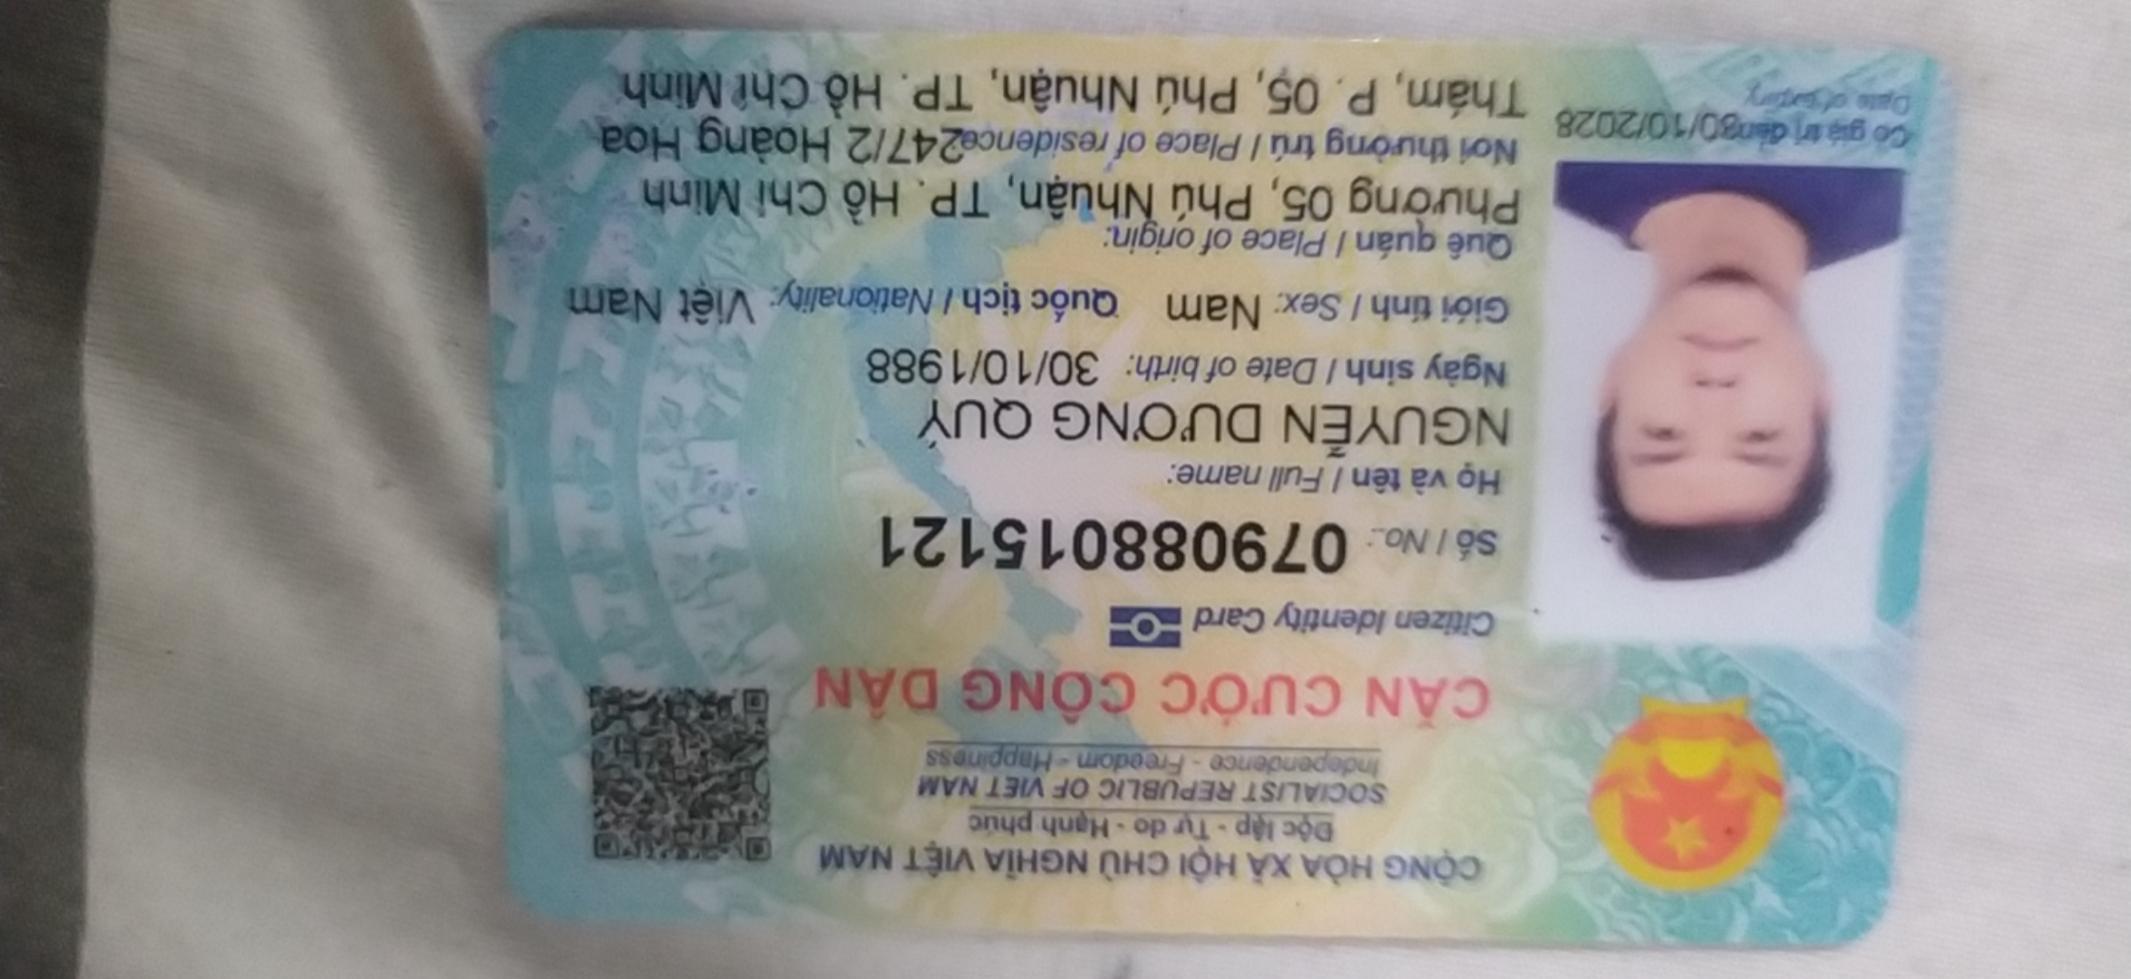 CỘNG HÒA XÃ HỘI CHỦ NGHĨA VIỆT NAM
Độc lập - Tự do - Hạnh phúc
SOCIALIST REPUBLIC OF VIET NAM
Independence - Freedom - Happiness
CĂN CƯỚC CÔNG DÂN
Citizen Identity Card
Số / No.: 079088015121
Họ và tên / Full name:
NGUYỄN DƯƠNG QUÝ
Ngày sinh / Date of birth: 30/10/1988
Giới tính / Sex: Nam Quốc tịch / Nationality: Việt Nam
Quê quán / Place of origin:
Phường 05, Phú Nhuận, TP. Hồ Chí Minh
Nơi thường trú / Place of residence 247/2 Hoàng Hoa
Thám, P. 05, Phú Nhuận, TP. Hồ Chí Minh
Có giá trị đến: 30/10/2028
Date of expiry